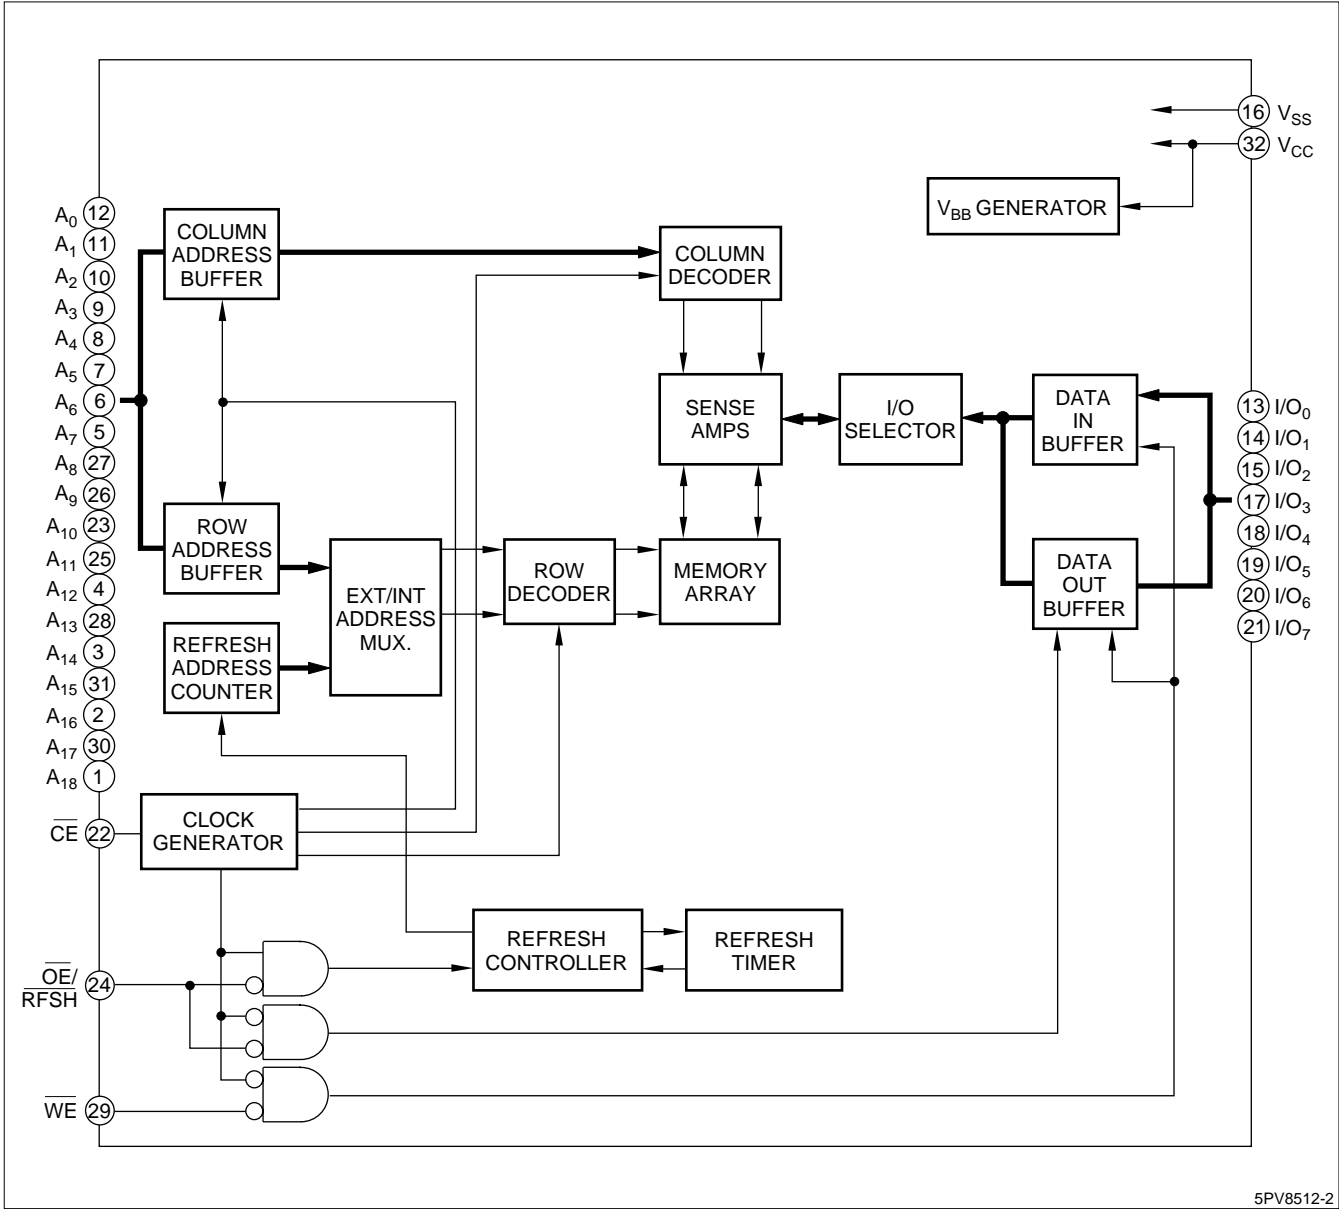 16 VSS
32 VCC
VBB GENERATOR
A0 12
A1 11
A2 10
A3 9
A4 8
A5 7
A6 6
A7 5
A8 27
A9 26
A10 23
A11 25
A12 4
A13 28
A14 3
A15 31
A16 2
A17 30
A18 1
CE 22
OE/
RFSH
24
WE 29
COLUMN
ADDRESS
BUFFER
COLUMN
DECODER
SENSE
AMPS
I/O
SELECTOR
DATA
IN
BUFFER
13 I/O0
14 I/O1
15 I/O2
17 I/O3
18 I/O4
19 I/O5
20 I/O6
21 I/O7
ROW
ADDRESS
BUFFER
EXT/INT
ADDRESS
MUX.
ROW
DECODER
MEMORY
ARRAY
DATA
OUT
BUFFER
REFRESH
ADDRESS
COUNTER
CLOCK
GENERATOR
REFRESH
CONTROLLER
REFRESH
TIMER
5PV8512-2